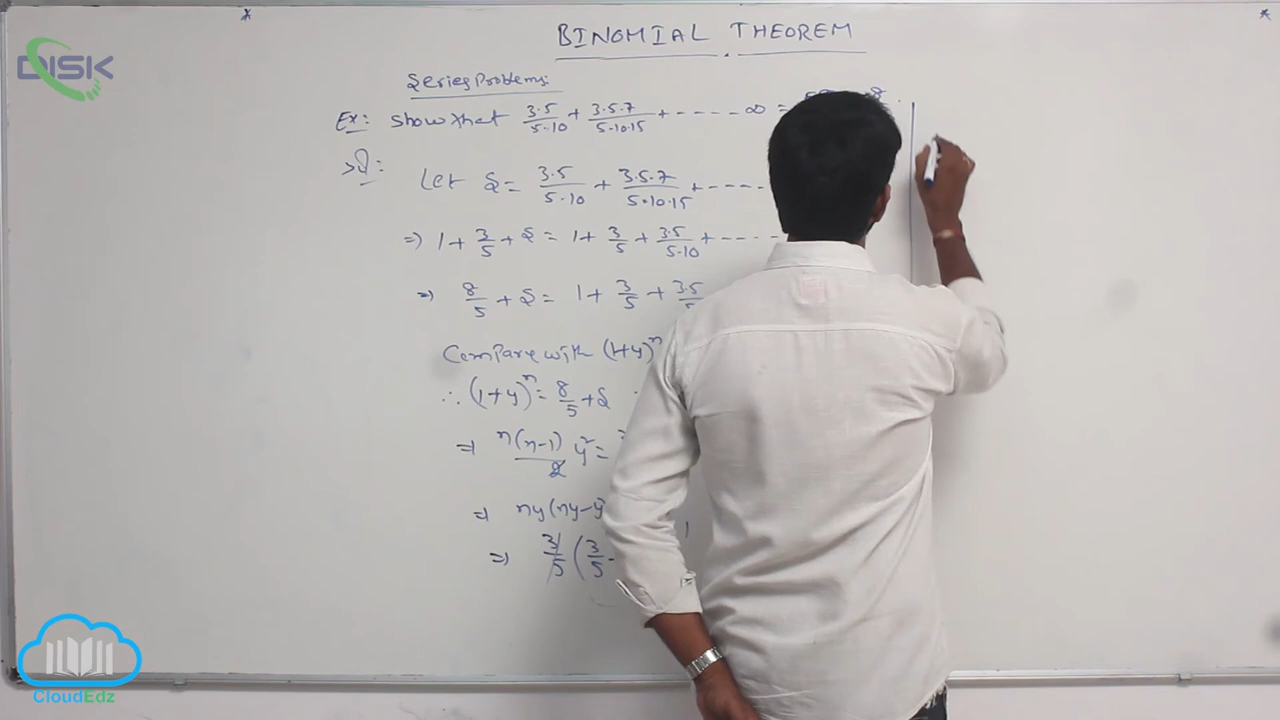 BINOMIAL THEOREM
DISK
Series Problems:
Ex: Show that 3·5/5·10 + 3·5·7/5·10·15 + ----∞ =
Let S = 3·5/5·10 + 3·5·7/5·10·15 + ----
=> 1 + 3/5 + S = 1 + 3/5 + 3·5/5·10 + ----
=> 8/5 + S = 1 + 3/5 + 3·5
Compare with (1+y)^n
∴ (1+y)^n = 8/5 + S
=> n(n-1)/2 y² =
=> ny(ny-y
=> 3/5 (3/5
CloudEdz